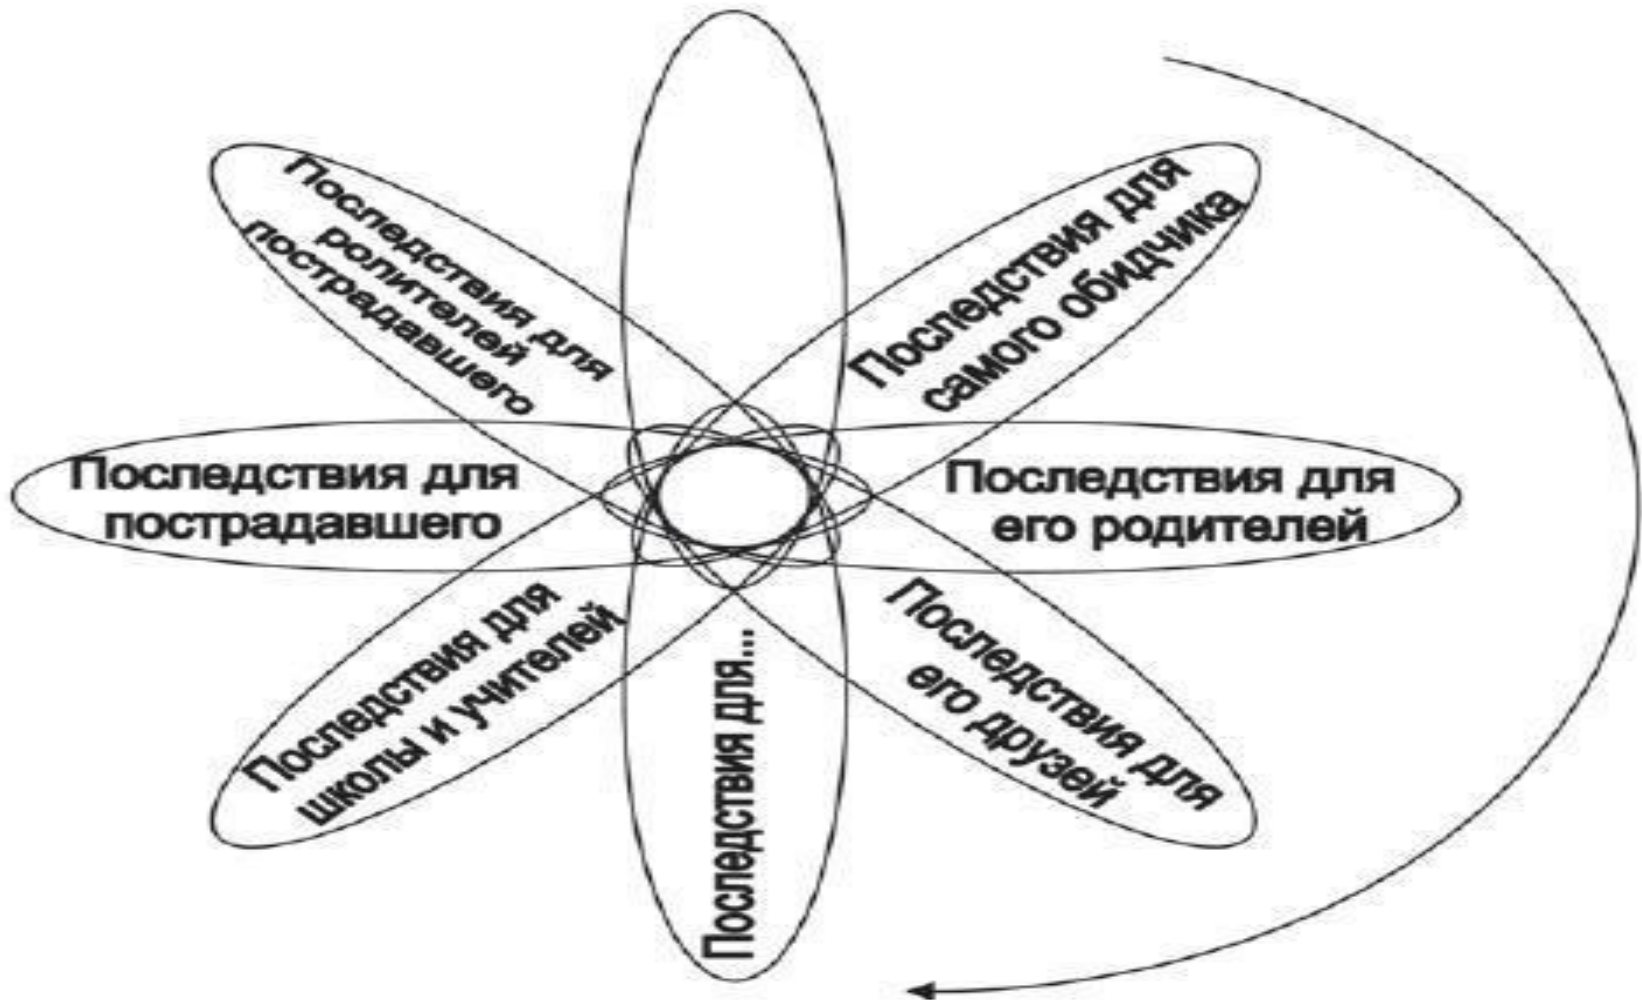 Последствия для
самого обидчика
Последствия для
его родителей
Последствия для
его друзей
Последствия для...
Последствия для
школы и учителей
Последствия для
пострадавшего
Последствия для
ролителей
пострадавшего